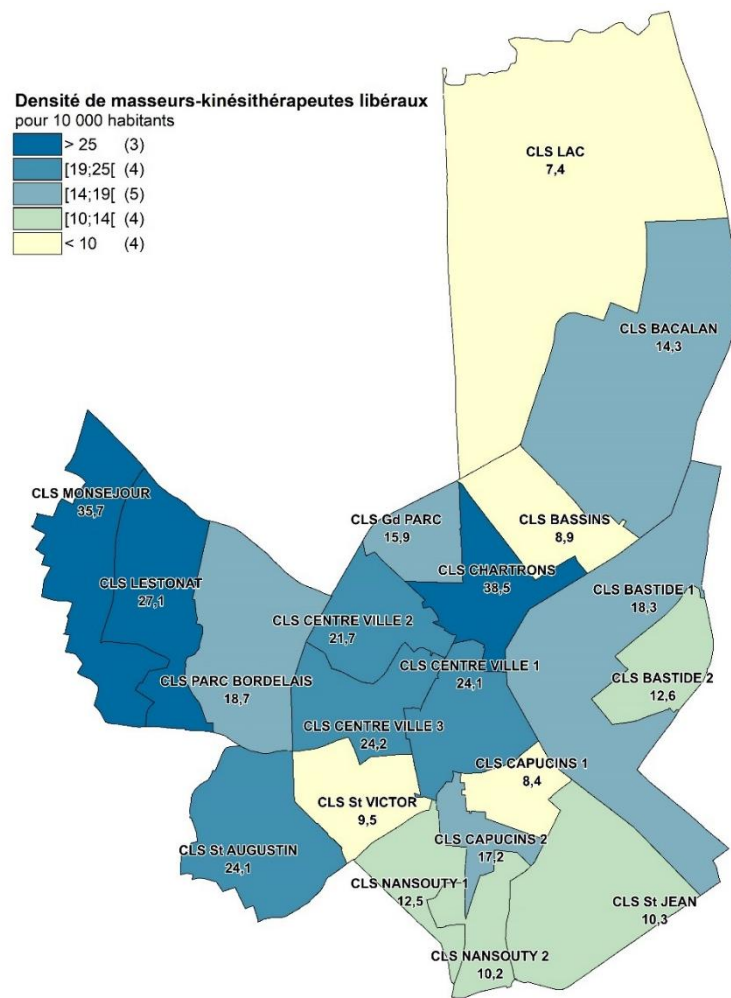 Densité de masseurs-kinésithérapeutes libéraux
pour 10 000 habitants
> 25 (3)
[19;25[ (4)
[14;19[ (5)
[10;14[ (4)
< 10 (4)
CLS LAC
7,4
CLS BACALAN
14,3
CLS MONSEJOUR
35,7
CLS Gd PARC
15,9
CLS BASSINS
8,9
CLS CHARTRONS
38,5
CLS LESTONAT
27,1
CLS BASTIDE 1
18,3
CLS CENTRE VILLE 2
21,7
CLS CENTRE VILLE 1
24,1
CLS PARC BORDELAIS
18,7
CLS BASTIDE 2
12,6
CLS CENTRE VILLE 3
24,2
CLS CAPUCINS 1
8,4
CLS St VICTOR
9,5
CLS CAPUCINS 2
17,2
CLS St AUGUSTIN
24,1
CLS NANSOUTY 1
12,5
CLS St JEAN
10,3
CLS NANSOUTY 2
10,2